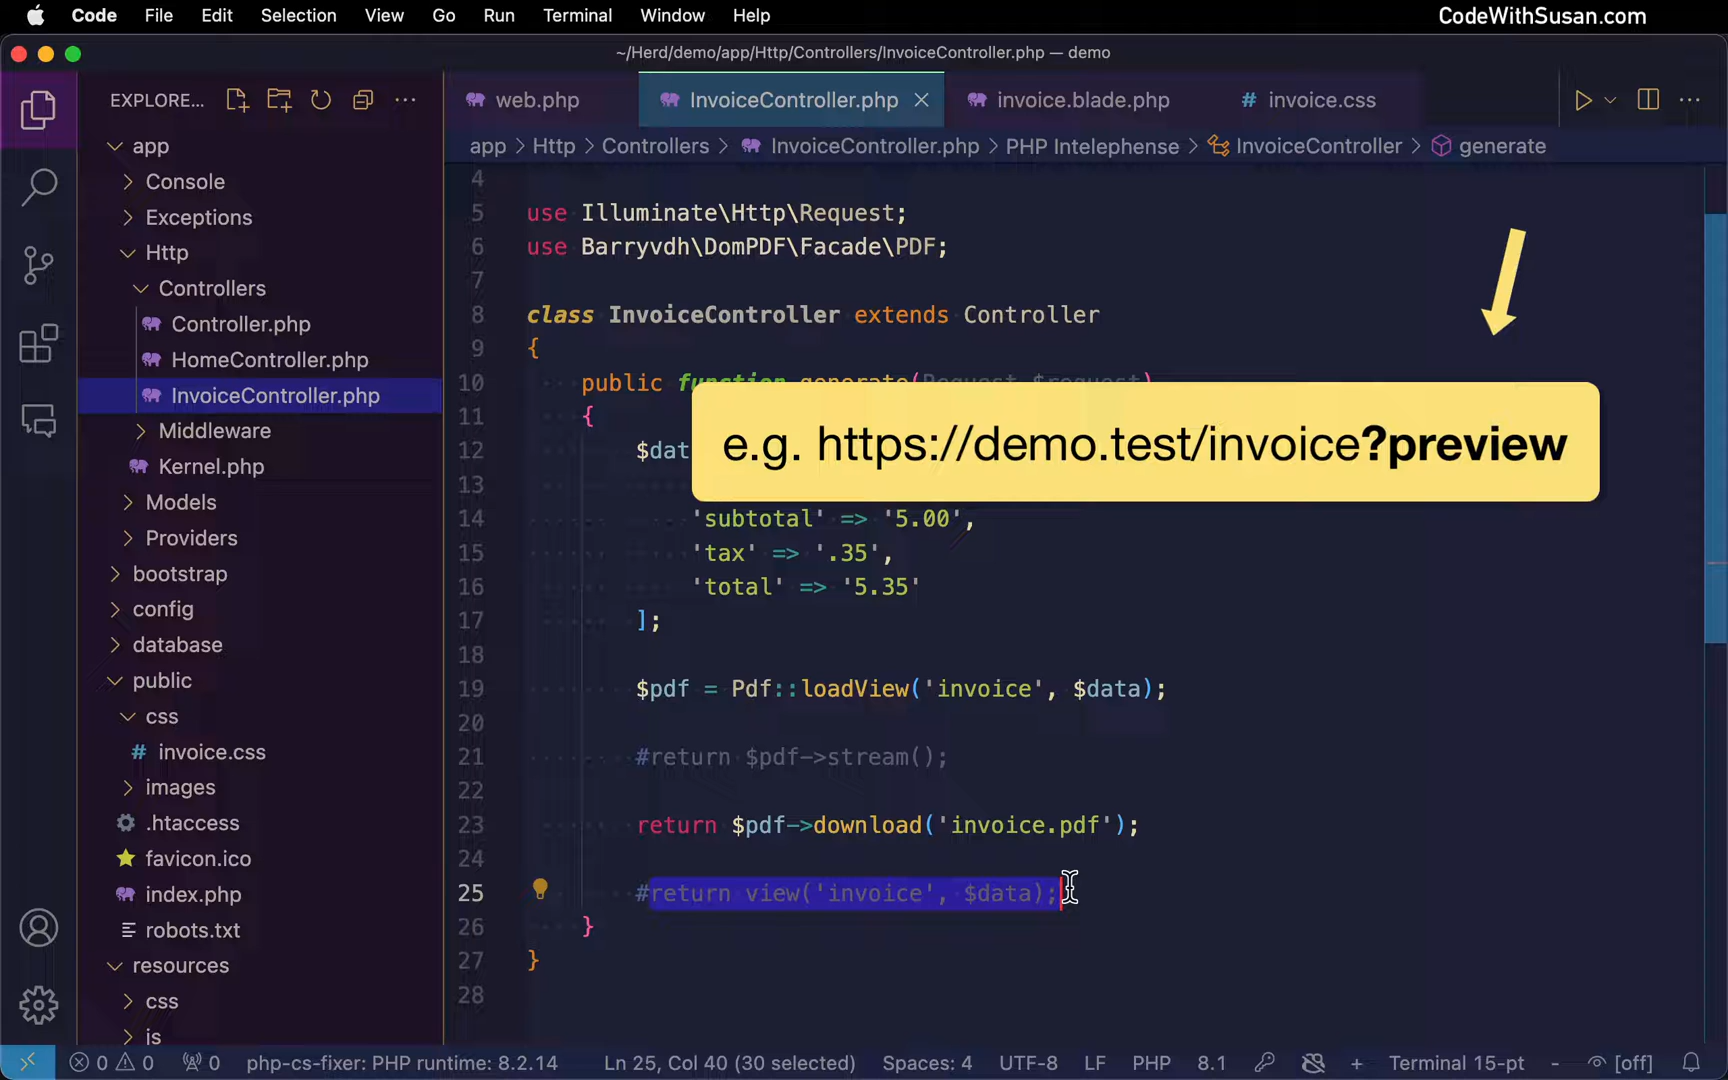 Code File Edit Selection View Go Run Terminal Window Help CodeWithSusan.com
~/Herd/demo/app/Http/Controllers/InvoiceController.php — demo
EXPLORE...
web.php InvoiceController.php invoice.blade.php # invoice.css
app > Http > Controllers > InvoiceController.php > PHP Intelephense > InvoiceController > generate
app
Console
Exceptions
Http
Controllers
Controller.php
HomeController.php
InvoiceController.php
Middleware
Kernel.php
Models
Providers
bootstrap
config
database
public
css
# invoice.css
images
.htaccess
favicon.ico
index.php
robots.txt
resources
css
js
4
5 use Illuminate\Http\Request;
6 use Barryvdh\DomPDF\Facade\PDF;
7
8 class InvoiceController extends Controller
9 {
10 public function generate(Request $request)
11 {
12 $dat
e.g. https://demo.test/invoice?preview
13
14 'subtotal' => '5.00',
15 'tax' => '.35',
16 'total' => '5.35'
17 ];
18
19 $pdf = Pdf::loadView('invoice', $data);
20
21 #return $pdf->stream();
22
23 return $pdf->download('invoice.pdf');
24
25 #return view('invoice', $data);
26 }
27 }
28
0 0 0 php-cs-fixer: PHP runtime: 8.2.14 Ln 25, Col 40 (30 selected) Spaces: 4 UTF-8 LF PHP 8.1 + Terminal 15-pt - [off]